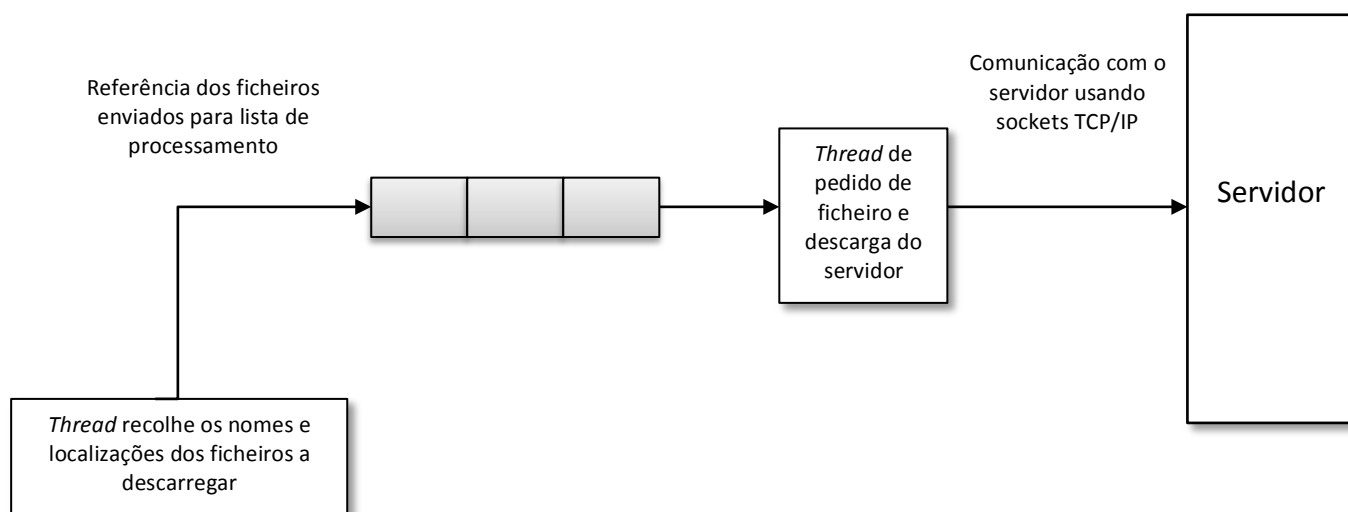 Referência dos ficheiros
enviados para lista de
processamento
Comunicação com o
servidor usando
sockets TCP/IP
Thread de
pedido de
ficheiro e
descarga do
servidor
Servidor
Thread recolhe os nomes e
localizações dos ficheiros a
descarregar